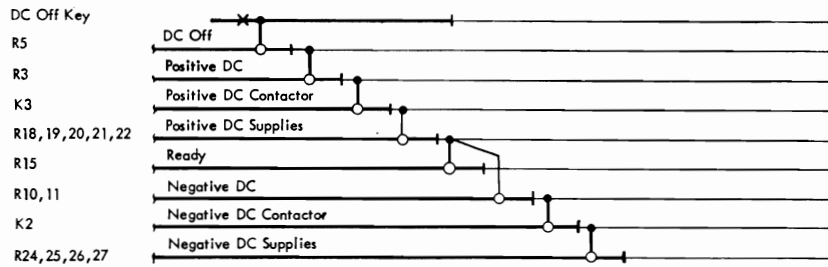 DC Off Key
R5 DC Off
R3 Positive DC
K3 Positive DC Contactor
R18,19,20,21,22 Positive DC Supplies
R15 Ready
R10,11 Negative DC
K2 Negative DC Contactor
R24,25,26,27 Negative DC Supplies